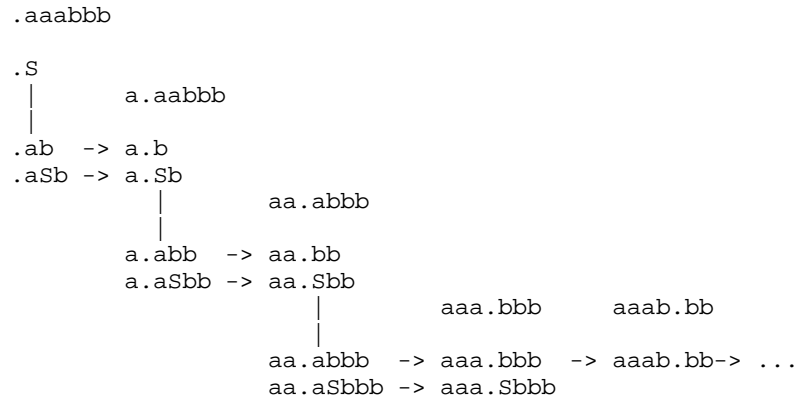 .aaabbb
.S
| a.aabbb
|
.ab -> a.b
.aSb -> a.Sb
| aa.abbb
|
a.abb -> aa.bb
a.aSbb -> aa.Sbb
| aaa.bbb aaab.bb
|
aa.abbb -> aaa.bbb -> aaab.bb-> ...
aa.aSbbb -> aaa.Sbbb